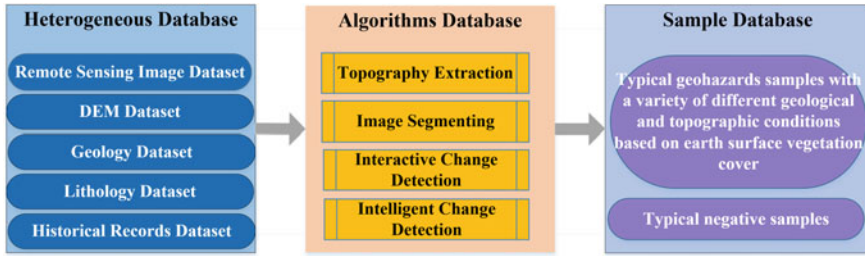 Heterogeneous Database
Remote Sensing Image Dataset
DEM Dataset
Geology Dataset
Lithology Dataset
Historical Records Dataset
Algorithms Database
Topography Extraction
Image Segmenting
Interactive Change
Detection
Intelligent Change
Detection
Sample Database
Typical geohazards samples with
a variety of different geological
and topographic conditions
based on earth surface vegetation
cover
Typical negative samples